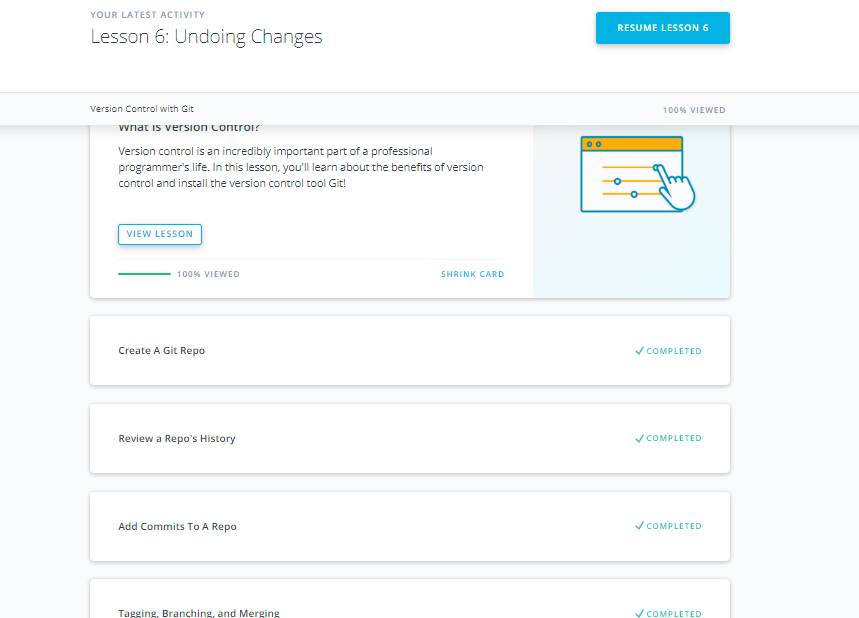 YOUR LATEST ACTIVITY
Lesson 6: Undoing Changes
RESUME LESSON 6
Version Control with Git
100% VIEWED
What is Version Control?
Version control is an incredibly important part of a professional
programmer's life. In this lesson, you'll learn about the benefits of version
control and install the version control tool Git!
VIEW LESSON
100% VIEWED
SHRINK CARD
Create A Git Repo
COMPLETED
Review a Repo's History
COMPLETED
Add Commits To A Repo
COMPLETED
Tagging, Branching, and Merging
COMPLETED